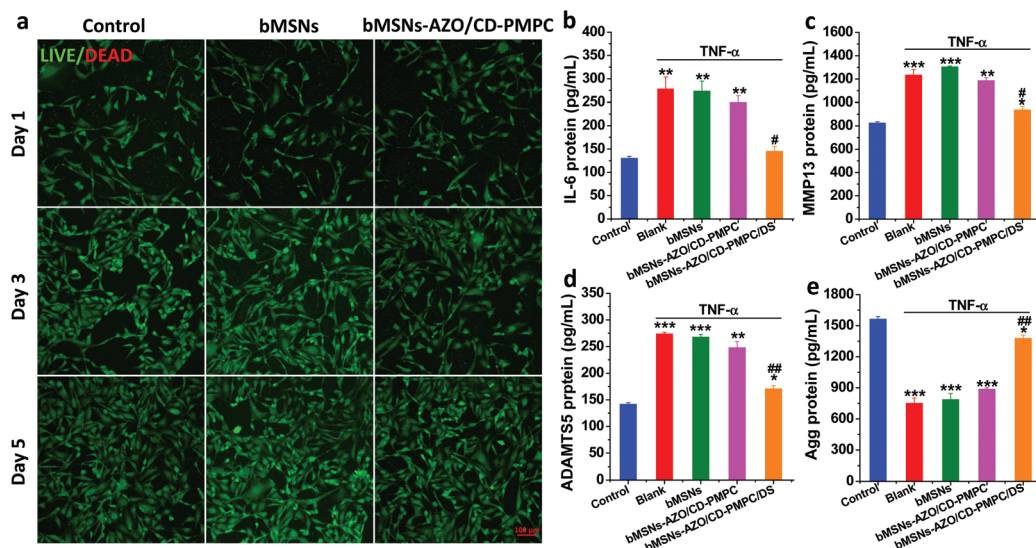 a
Control
bMSNs
bMSNs-AZO/CD-PMPC
LIVE/DEAD
Day 1
Day 3
Day 5
100 μm
b
TNF-α
IL-6 protein (pg/mL)
350
300
250
200
150
100
50
0
**
**
**
#
Control
Blank
bMSNs
bMSNs-AZO/CD-PMPC
bMSNs-AZO/CD-PMPC/DS
c
TNF-α
MMP13 protein (pg/mL)
1600
1400
1200
1000
800
600
400
200
0
***
***
**
#
*
Control
Blank
bMSNs
bMSNs-AZO/CD-PMPC
bMSNs-AZO/CD-PMPC/DS
d
TNF-α
ADAMTS5 prptein (pg/mL)
350
300
250
200
150
100
50
0
***
***
**
##
*
Control
Blank
bMSNs
bMSNs-AZO/CD-PMPC
bMSNs-AZO/CD-PMPC/DS
e
TNF-α
Agg protein (pg/mL)
1800
1500
1200
900
600
300
0
***
***
***
##
*
Control
Blank
bMSNs
bMSNs-AZO/CD-PMPC
bMSNs-AZO/CD-PMPC/DS